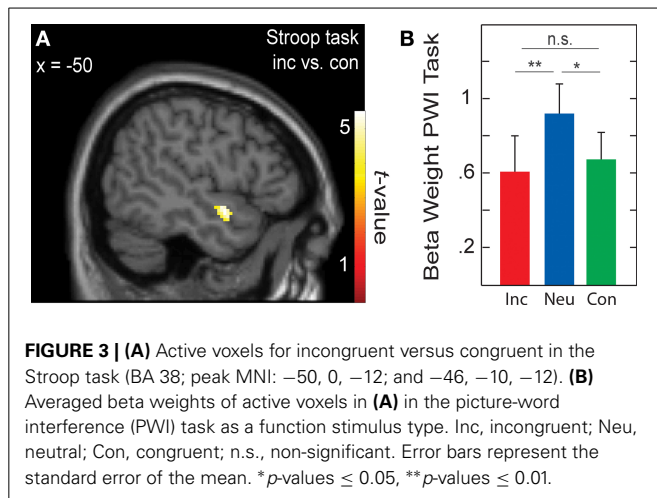 A
Stroop task
inc vs. con
x = -50
5
t-value
1
B
n.s.
** *
1
.6
.2
Beta Weight PWI Task
Inc Neu Con
FIGURE 3 | (A) Active voxels for incongruent versus congruent in the
Stroop task (BA 38; peak MNI: −50, 0, −12; and −46, −10, −12). (B)
Averaged beta weights of active voxels in (A) in the picture-word
interference (PWI) task as a function stimulus type. Inc, incongruent; Neu,
neutral; Con, congruent; n.s., non-significant. Error bars represent the
standard error of the mean. *p-values ≤ 0.05, **p-values ≤ 0.01.